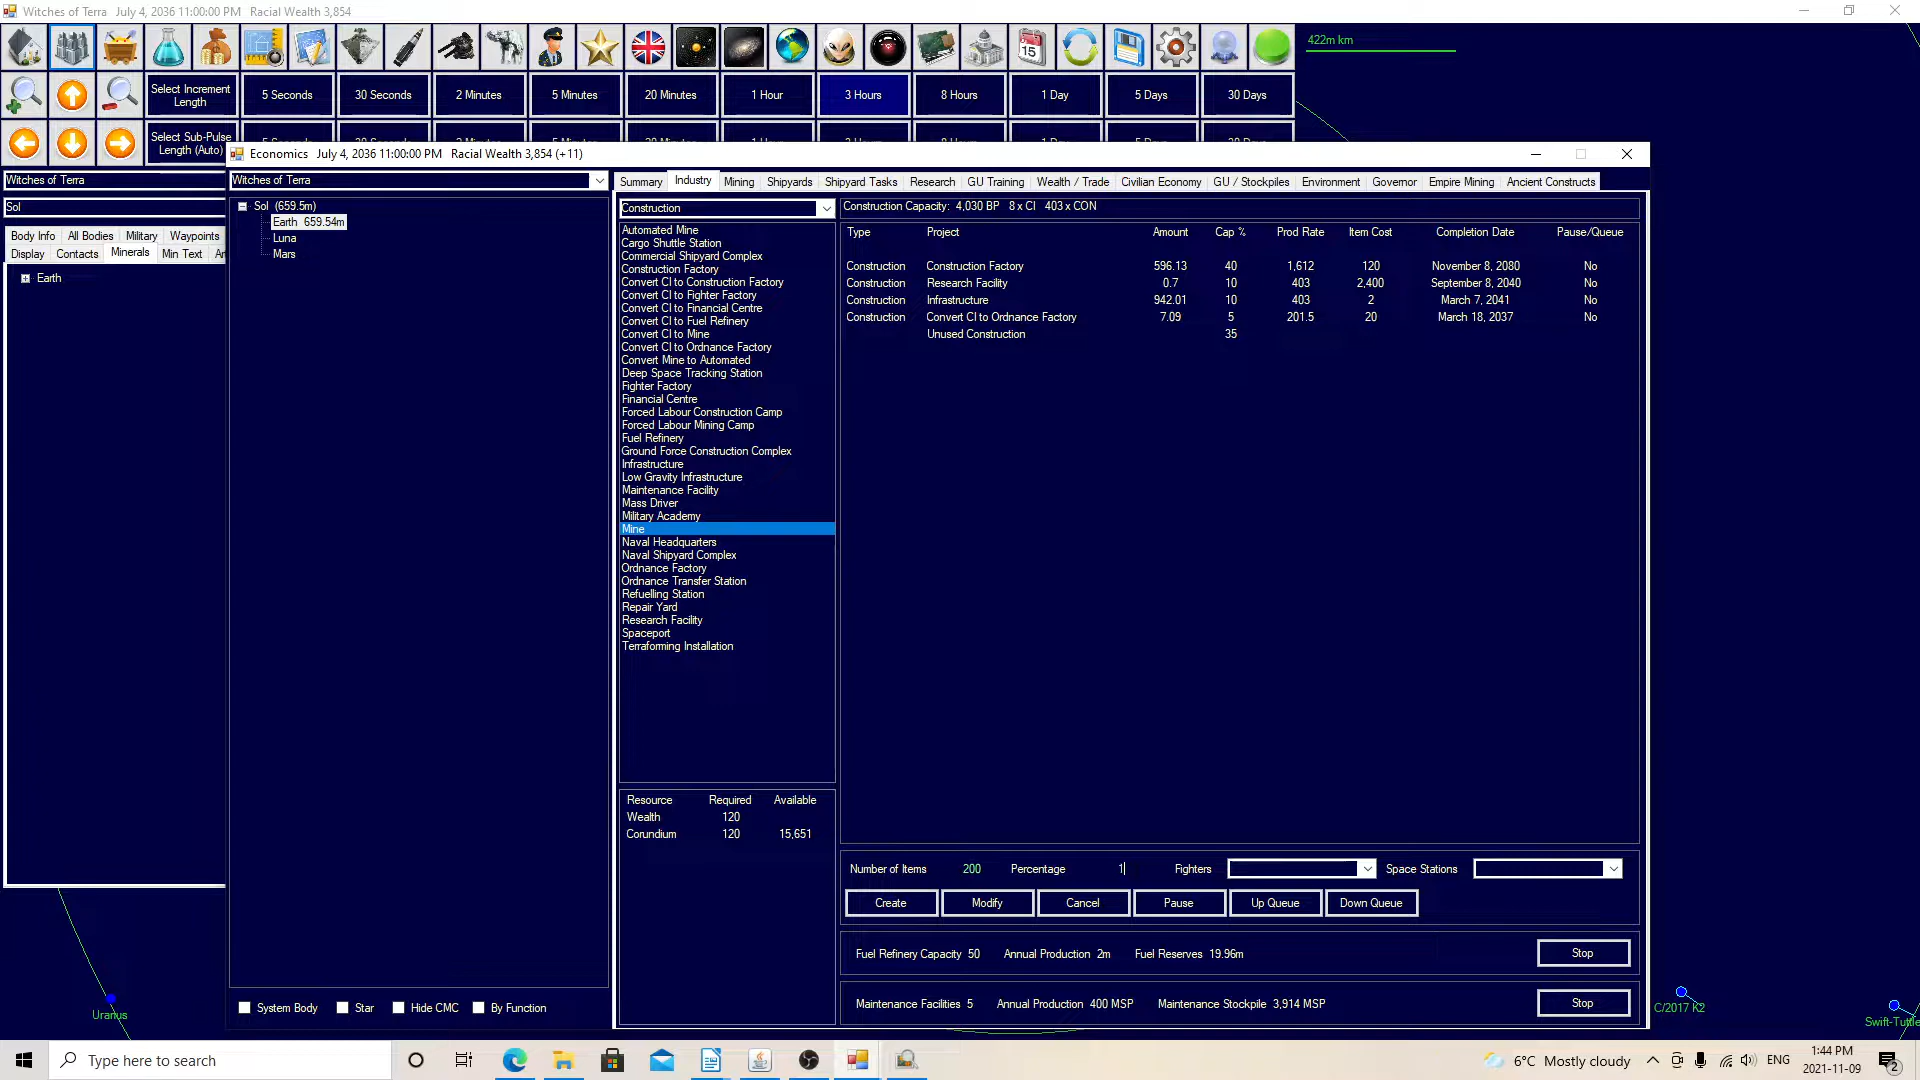 Witches of Terra July 4, 2036 11:00:00 PM Racial Wealth 3,854
422m km
Select Increment Length
5 Seconds 30 Seconds 2 Minutes 5 Minutes 20 Minutes 1 Hour 3 Hours 8 Hours 1 Day 5 Days 30 Days
Select Sub-Pulse Length (Auto)
Economics July 4, 2036 11:00:00 PM Racial Wealth 3,854 (+11)
Witches of Terra
Sol
Body Info All Bodies Military Waypoints
Display Contacts Minerals Min Text
Earth
Witches of Terra
Sol (659.5m)
Earth 659.54m
Luna
Mars
System Body Star Hide CMC By Function
Summary Industry Mining Shipyards Shipyard Tasks Research GU Training Wealth / Trade Civilian Economy GU / Stockpiles Environment Governor Empire Mining Ancient Constructs
Construction
Automated Mine
Cargo Shuttle Station
Commercial Shipyard Complex
Construction Factory
Convert CI to Construction Factory
Convert CI to Fighter Factory
Convert CI to Financial Centre
Convert CI to Fuel Refinery
Convert CI to Mine
Convert CI to Ordnance Factory
Convert Mine to Automated
Deep Space Tracking Station
Fighter Factory
Financial Centre
Forced Labour Construction Camp
Forced Labour Mining Camp
Fuel Refinery
Ground Force Construction Complex
Infrastructure
Low Gravity Infrastructure
Maintenance Facility
Mass Driver
Military Academy
Mine
Naval Headquarters
Naval Shipyard Complex
Ordnance Factory
Ordnance Transfer Station
Refuelling Station
Repair Yard
Research Facility
Spaceport
Terraforming Installation
Resource Required Available
Wealth 120
Corundium 120 15,651
Construction Capacity: 4,030 BP 8 x CI 403 x CON
Type Project Amount Cap % Prod Rate Item Cost Completion Date Pause/Queue
Construction Construction Factory 596.13 40 1,612 120 November 8, 2080 No
Construction Research Facility 0.7 10 403 2,400 September 8, 2040 No
Construction Infrastructure 942.01 10 403 2 March 7, 2041 No
Construction Convert CI to Ordnance Factory 7.09 5 201.5 20 March 18, 2037 No
Unused Construction 35
Number of Items 200 Percentage 1 Fighters Space Stations
Create Modify Cancel Pause Up Queue Down Queue
Fuel Refinery Capacity 50 Annual Production 2m Fuel Reserves 19.96m Stop
Maintenance Facilities 5 Annual Production 400 MSP Maintenance Stockpile 3,914 MSP Stop
Uranus
C/2017 K2
Swift-Tuttle
Type here to search
6°C Mostly cloudy
ENG
1:44 PM
2021-11-09
2